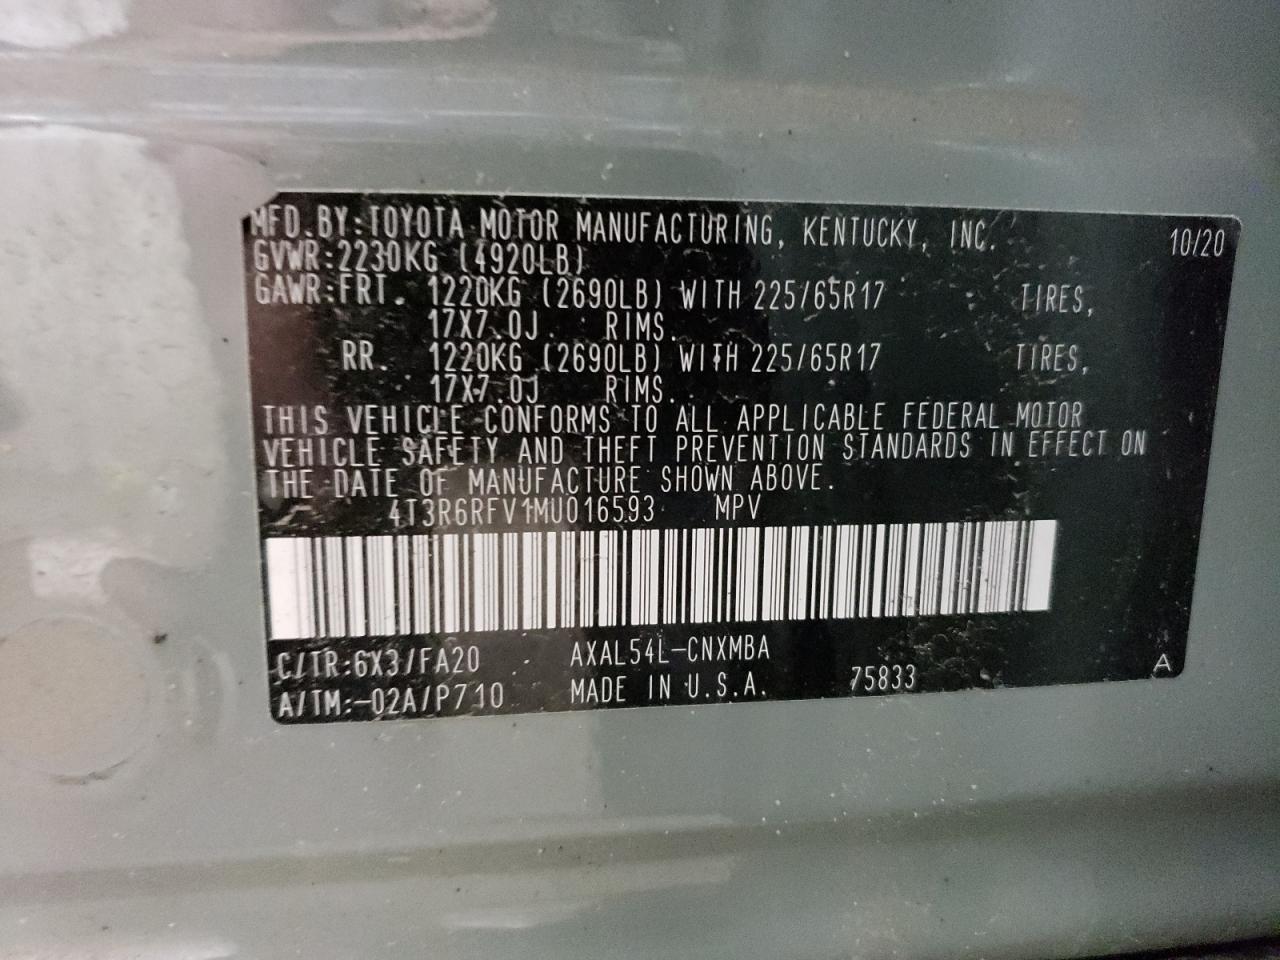 MFD.BY:TOYOTA MOTOR MANUFACTURING, KENTUCKY, INC. 10/20
GVWR:2230KG (4920LB)
GAWR:FRT. 1220KG (2690LB) WITH 225/65R17 TIRES,
17X7.0J RIMS.
RR. 1220KG (2690LB) WITH 225/65R17 TIRES,
17X7.0J RIMS.
THIS VEHICLE CONFORMS TO ALL APPLICABLE FEDERAL MOTOR
VEHICLE SAFETY AND THEFT PREVENTION STANDARDS IN EFFECT ON
THE DATE OF MANUFACTURE SHOWN ABOVE.
4T3R6RFV1MU016593 MPV
C/TR:6X3/FA20 AXAL54L-CNXMBA
A/TM:-02A/P710 MADE IN U.S.A. 75833 A